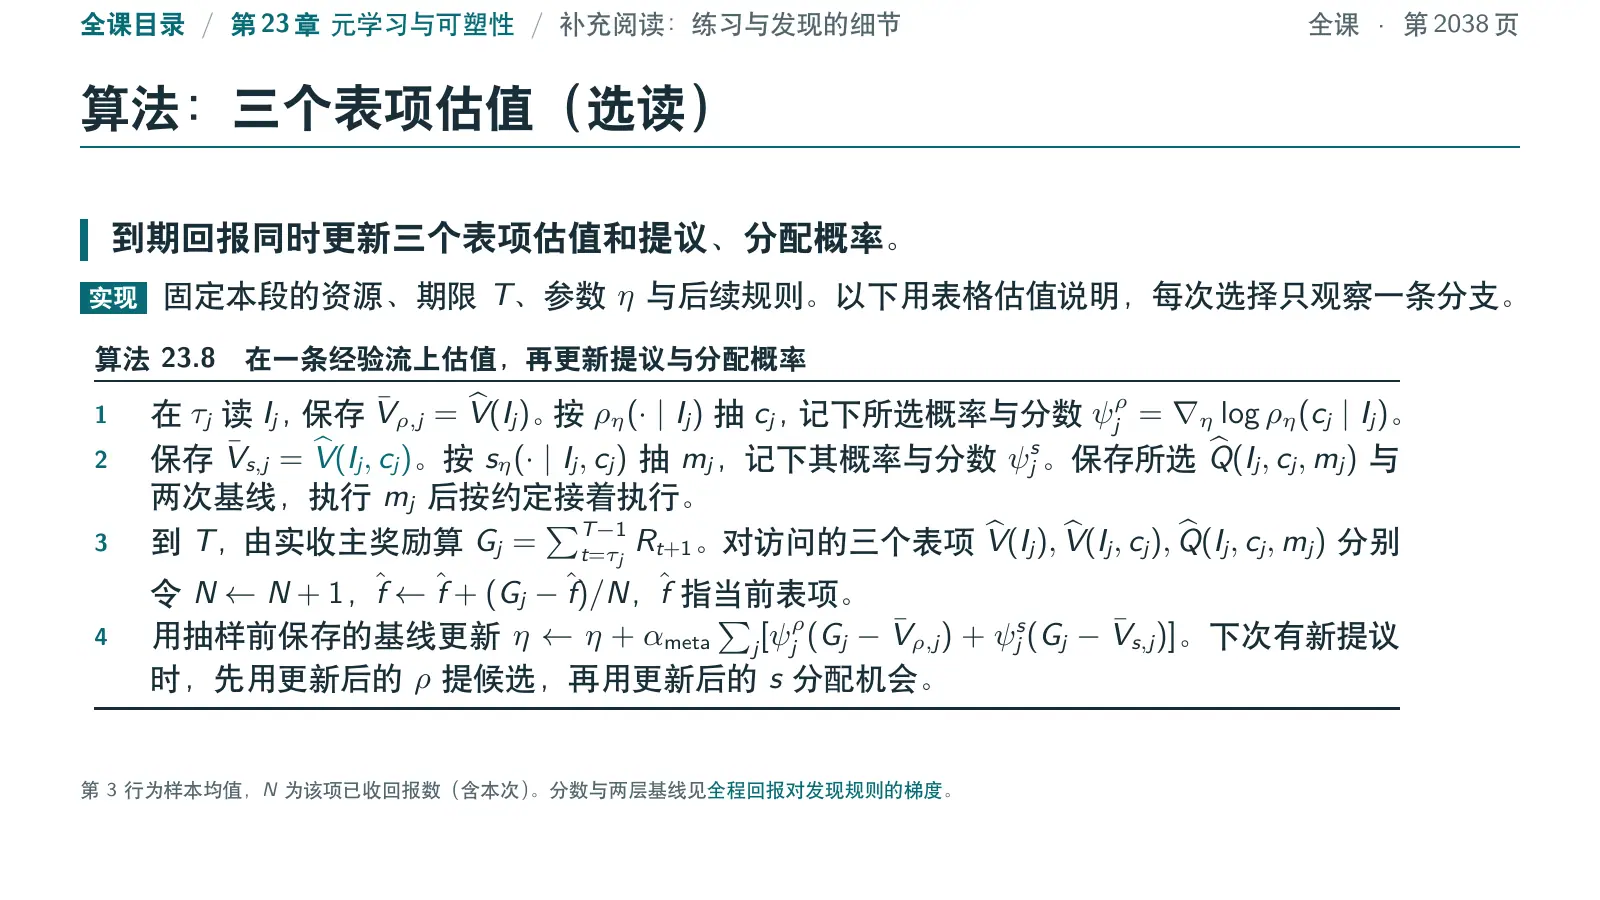 全课目录 / 第 23 章 元学习与可塑性 / 补充阅读：练习与发现的细节
全课 · 第 2038 页
算法：三个表项估值（选读）
到期回报同时更新三个表项估值和提议、分配概率。
实现 固定本段的资源、期限 T、参数 η 与后续规则。以下用表格估值说明，每次选择只观察一条分支。
算法 23.8 在一条经验流上估值，再更新提议与分配概率
1 在 τ_j 读 I_j，保存 V̄_{ρ,j} = V̂(I_j)。按 ρ_η(· | I_j) 抽 c_j，记下所选概率与分数 ψ_j^ρ = ∇_η log ρ_η(c_j | I_j)。
2 保存 V̄_{s,j} = V̂(I_j, c_j)。按 s_η(· | I_j, c_j) 抽 m_j，记下其概率与分数 ψ_j^s。保存所选 Q̂(I_j, c_j, m_j) 与
两次基线，执行 m_j 后按约定接着执行。
3 到 T，由实收主奖励算 G_j = ∑_{t=τ_j}^{T−1} R_{t+1}。对访问的三个表项 V̂(I_j), V̂(I_j, c_j), Q̂(I_j, c_j, m_j) 分别
令 N ← N + 1，f̂ ← f̂ + (G_j − f̂)/N，f̂ 指当前表项。
4 用抽样前保存的基线更新 η ← η + α_meta ∑_j[ψ_j^ρ(G_j − V̄_{ρ,j}) + ψ_j^s(G_j − V̄_{s,j})]。下次有新提议
时，先用更新后的 ρ 提候选，再用更新后的 s 分配机会。
第 3 行为样本均值，N 为该项已收回报数（含本次）。分数与两层基线见全程回报对发现规则的梯度。